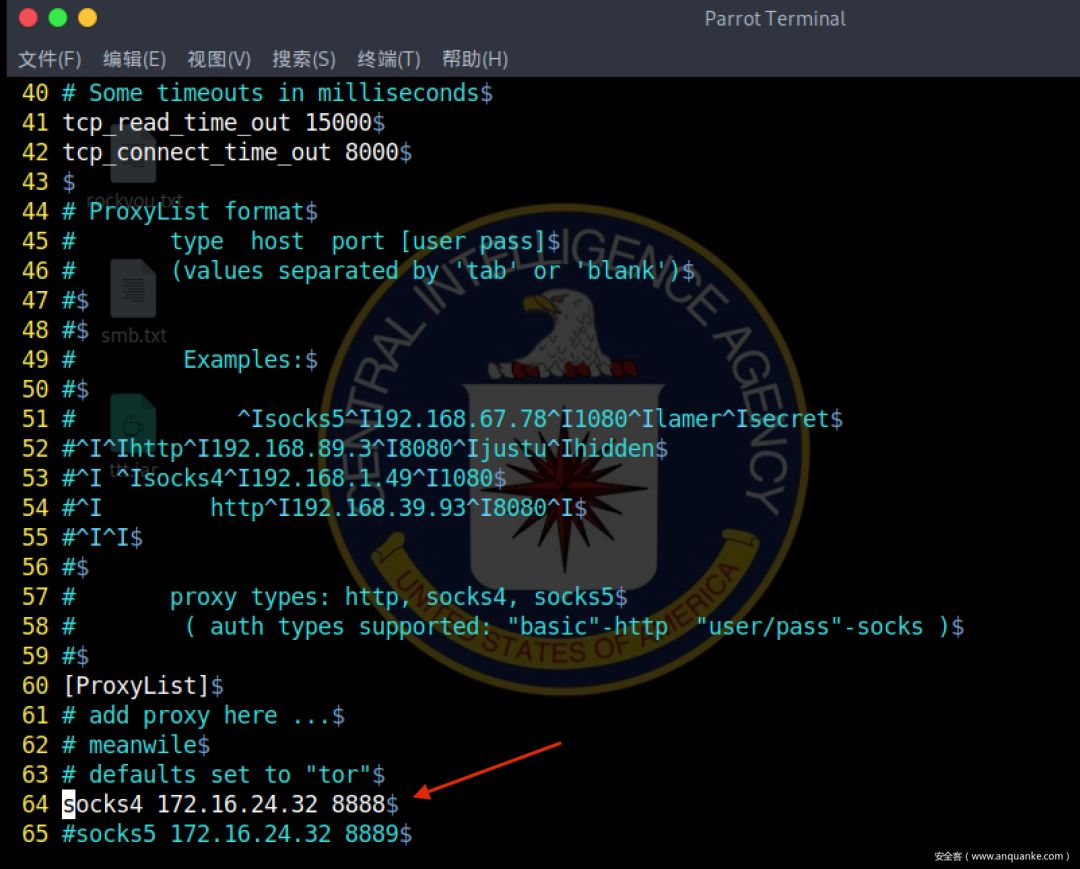 Parrot Terminal
文件(F) 编辑(E) 视图(V) 搜索(S) 终端(T) 帮助(H)
40 # Some timeouts in milliseconds$
41 tcp_read_time_out 15000$
42 tcp_connect_time_out 8000$
43 $
rockyou.txt
44 # ProxyList format$
45 #       type  host  port [user pass]$
46 #       (values separated by 'tab' or 'blank')$
47 #$
48 #$
smb.txt
49 #        Examples:$
50 #$
51 #            ^Isocks5^I192.168.67.78^I1080^Ilamer^Isecret$
52 #^I^Ihttp^I192.168.89.3^I8080^Ijustu^Ihidden$
53 #^I ^Isocks4^I192.168.1.49^I1080$
54 #^I        http^I192.168.39.93^I8080^I$
55 #^I^I$
56 #$
57 #       proxy types: http, socks4, socks5$
58 #        ( auth types supported: "basic"-http  "user/pass"-socks )$
59 #$
60 [ProxyList]$
61 # add proxy here ...$
62 # meanwile$
63 # defaults set to "tor"$
64 socks4 172.16.24.32 8888$
65 #socks5 172.16.24.32 8889$
CENTRAL INTELLIGENCE AGENCY
UNITED STATES OF AMERICA
安全客（www.anquanke.com）